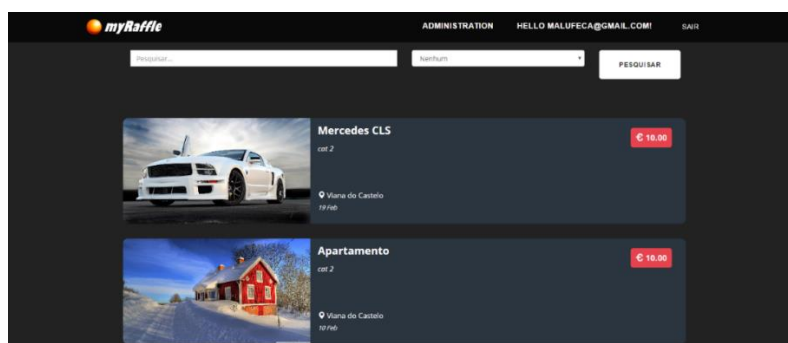 myRaffle
ADMINISTRATION HELLO MALUFECA@GMAIL.COM! SAIR
Pesquisar... Nenhum PESQUISAR
Mercedes CLS
€ 10.00
cat 2
Viana do Castelo
19 Feb
Apartamento
€ 10.00
cat 2
Viana do Castelo
10 Feb